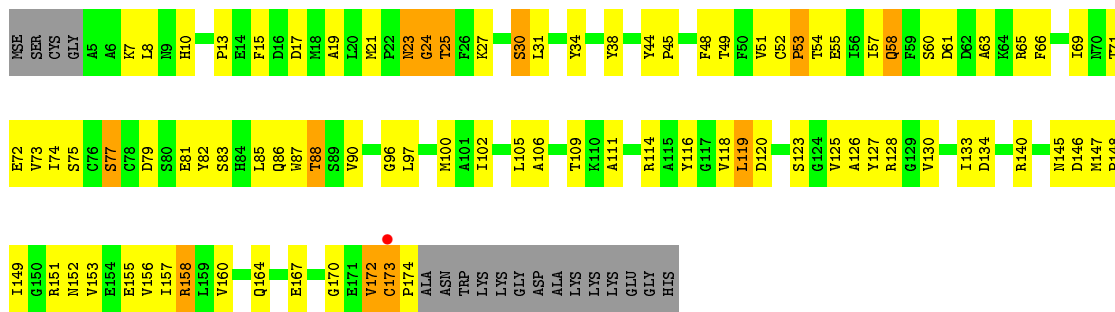 MSE SER CYS GLY A5 A6 K7 L8 N9 H10 P13 E14 F15 D16 D17 M18 A19 L20 M21 P22 N23 G24 T25 F26 K27 S30 L31 Y34 Y38 Y44 P45 F48 T49 F50 V51 C52 P53 T54 E55 I56 I57 Q58 F59 S60 D61 D62 A63 K64 R65 F66 I69 N70 T71
E72 V73 I74 S75 C76 S77 C78 D79 S80 E81 Y82 S83 H84 L85 Q86 W87 T88 S89 V90 G96 L97 M100 A101 I102 L105 A106 T109 K110 A111 R114 A115 Y116 G117 V118 L119 D120 S123 G124 V125 A126 Y127 R128 G129 V130 I133 D134 R140 N145 D146 M147
I149 G150 R151 N152 V153 E154 E155 V156 I157 R158 L159 V160 Q164 E167 G170 E171 V172 C173 P174 ALA ASN TRP LYS LYS GLY ASP ALA LYS LYS LYS GLU GLY HIS